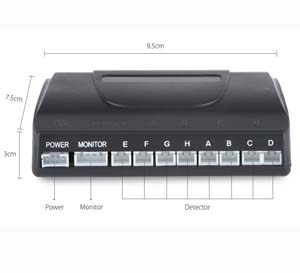 9.5cm
7.5cm
3cm
POWER MONITOR E F G H A B C D
Power Monitor Detector